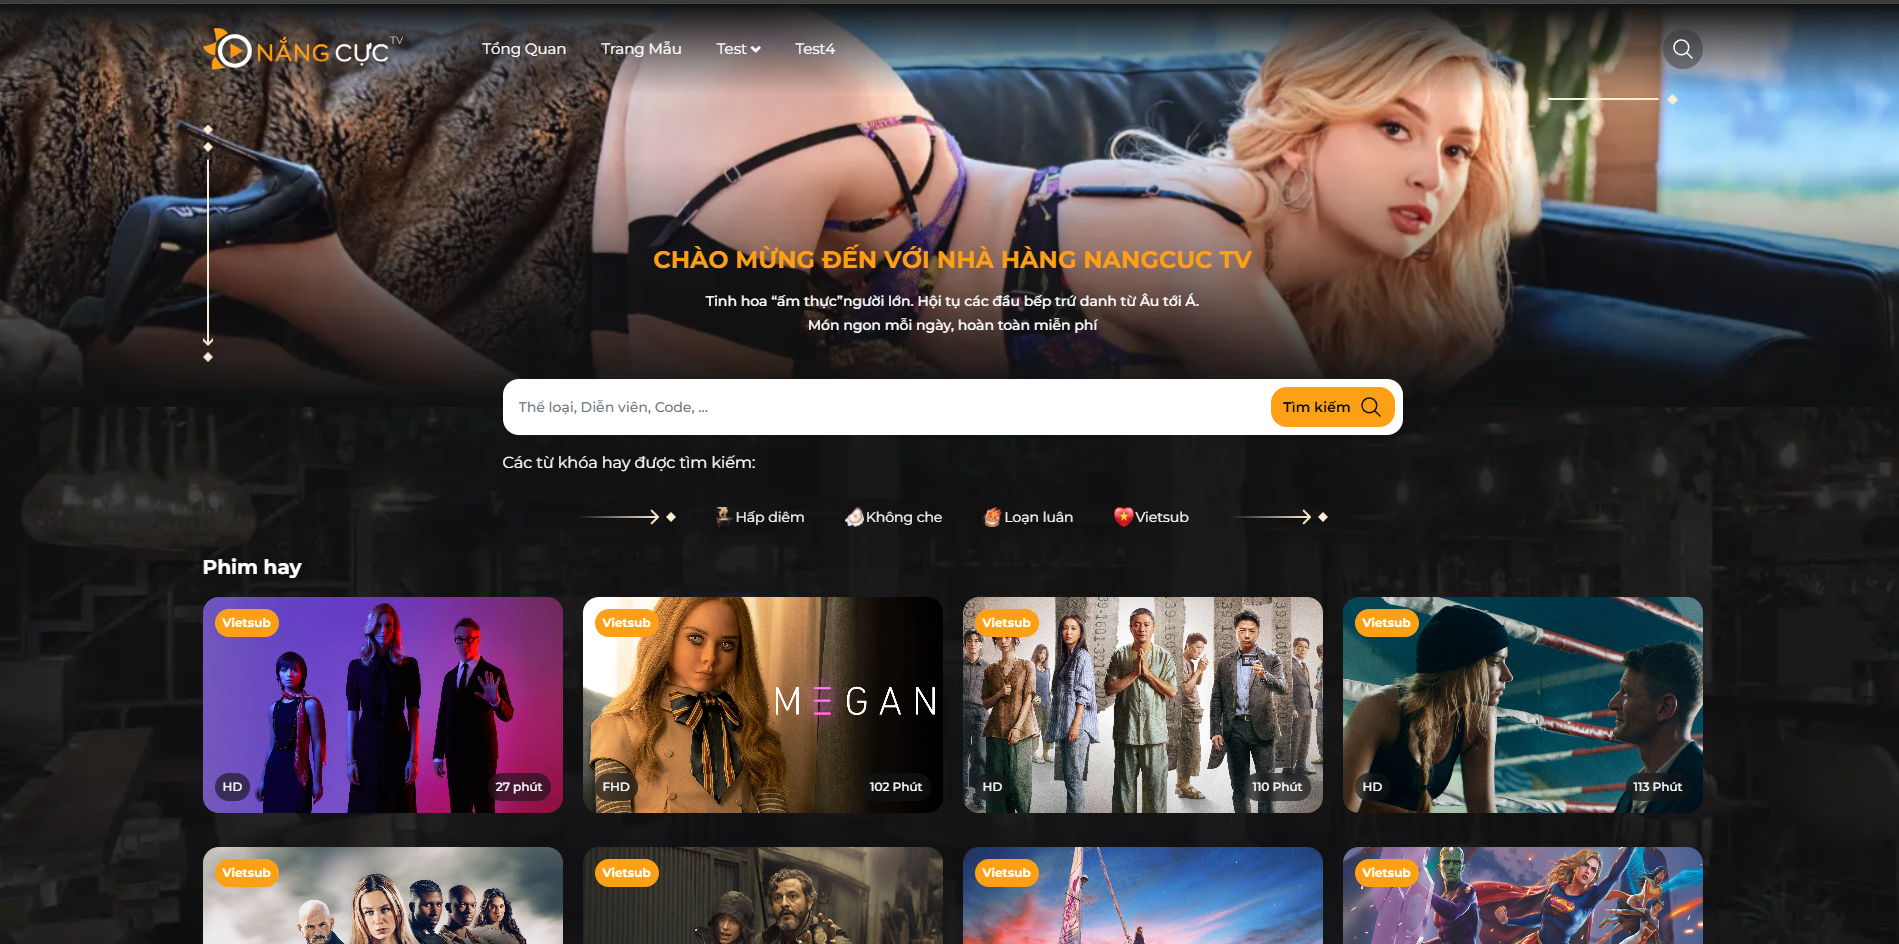 NẮNG CỰC TV
Tổng Quan
Trang Mẫu
Test
Test4
CHÀO MỪNG ĐẾN VỚI NHÀ HÀNG NANGCUC TV
Tinh hoa “ẩm thực”người lớn. Hội tụ các đầu bếp trứ danh từ Âu tới Á.
Món ngon mỗi ngày, hoàn toàn miễn phí
Thể loại, Diễn viên, Code, ...
Tìm kiếm
Các từ khóa hay được tìm kiếm:
Hấp diêm
Không che
Loạn luân
Vietsub
Phim hay
Vietsub
HD
27 phút
Vietsub
MEGAN
FHD
102 Phút
Vietsub
HD
110 Phút
Vietsub
HD
113 Phút
Vietsub
Vietsub
Vietsub
Vietsub